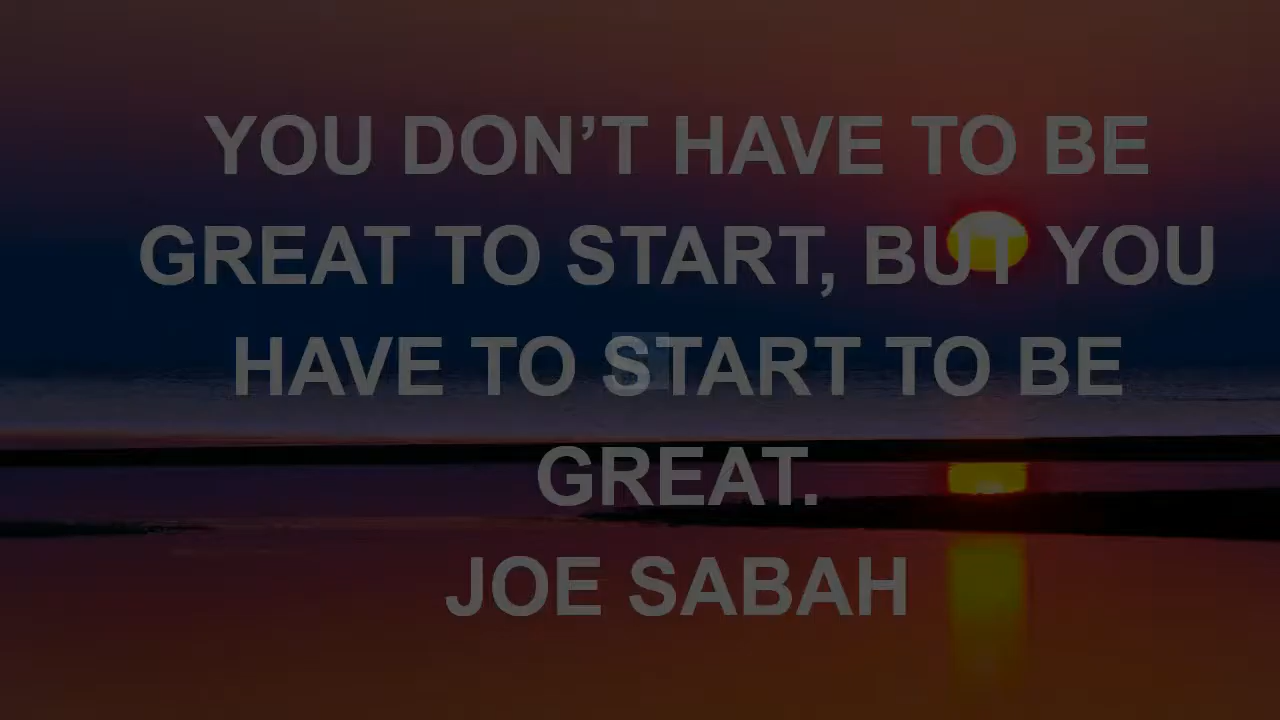 YOU DON’T HAVE TO BE
GREAT TO START, BUT YOU
HAVE TO START TO BE
GREAT.
JOE SABAH